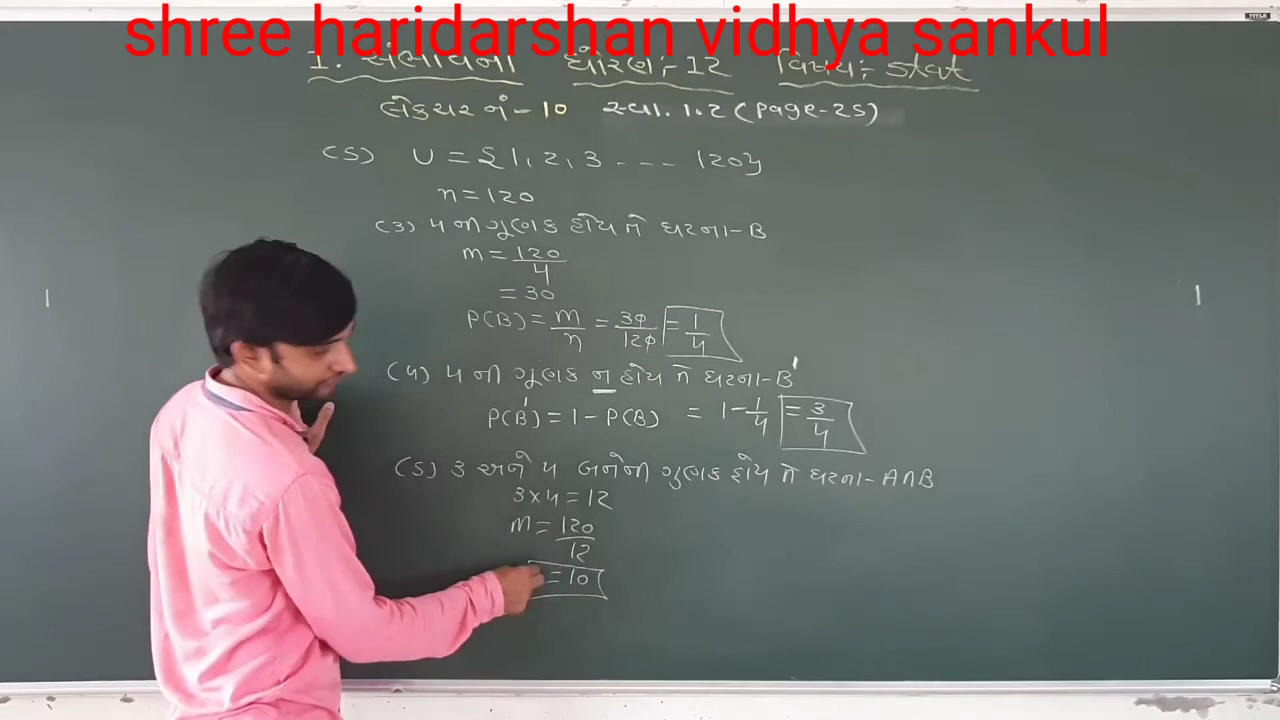 shree haridarshan vidhya sankul
1. સંભાવના ધોરણ:-12 વિષય:- stat
લેકચર નં-10 સ્વા. 1.2 (Page-25)
(5) U = {1, 2, 3 ---- 120}
n = 120
(3) 4 ની ગૂણક હોય તે ઘટના-B
m = 120/4
= 30
P(B) = m/n = 30/120 = 1/4
(4) 4 ની ગૂણક ન હોય તે ઘટના-B'
P(B') = 1 - P(B) = 1 - 1/4 = 3/4
(5) 3 અને 4 બંનેની ગૂણક હોય તે ઘટના-A∩B
3 x 4 = 12
m = 120/12
= 10
TITLE